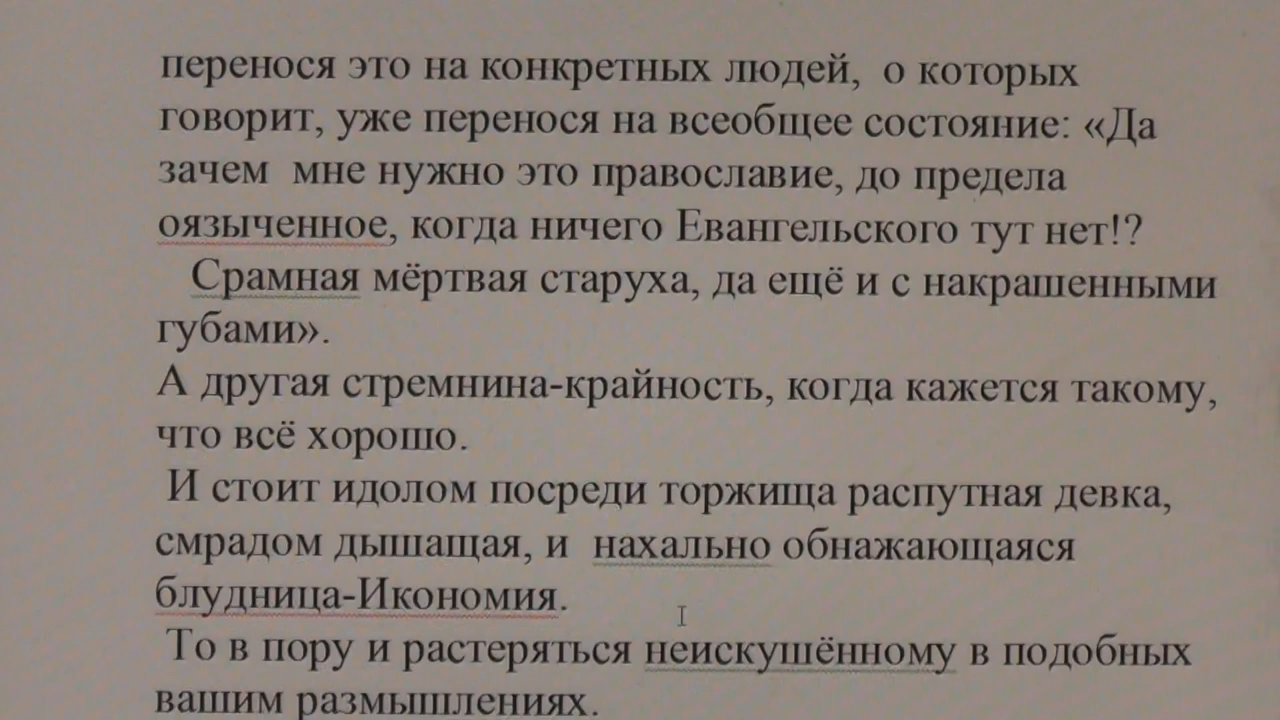 перенося это на конкретных людей,  о которых
говорит, уже перенося на всеобщее состояние: «Да
зачем  мне нужно это православие, до предела
оязыченное, когда ничего Евангельского тут нет!?
Срамная мёртвая старуха, да ещё и с накрашенными
губами».
А другая стремнина-крайность, когда кажется такому,
что всё хорошо.
И стоит идолом посреди торжища распутная девка,
смрадом дышащая, и  нахально обнажающаяся
блудница-Икономия.
То в пору и растеряться неискушённому в подобных
вашим размышлениях.